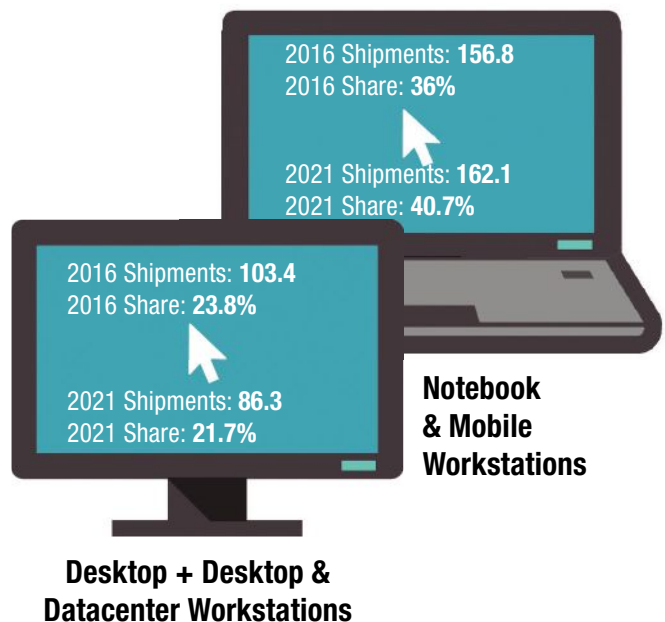 2016 Shipments: 156.8
2016 Share: 36%
2021 Shipments: 162.1
2021 Share: 40.7%
Notebook
& Mobile
Workstations
2016 Shipments: 103.4
2016 Share: 23.8%
2021 Shipments: 86.3
2021 Share: 21.7%
Desktop + Desktop &
Datacenter Workstations